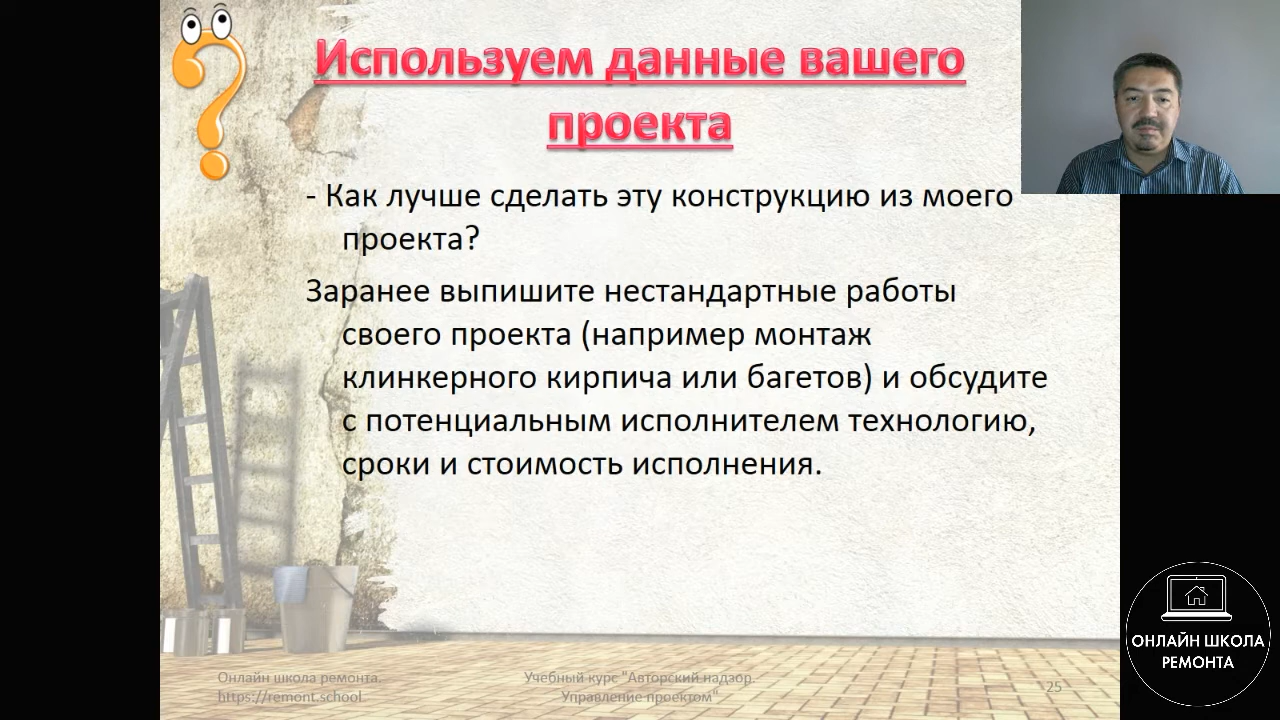 Используем данные вашего
проекта
- Как лучше сделать эту конструкцию из моего
проекта?
Заранее выпишите нестандартные работы
своего проекта (например монтаж
клинкерного кирпича или багетов) и обсудите
с потенциальным исполнителем технологию,
сроки и стоимость исполнения.
ОНЛАЙН ШКОЛА
РЕМОНТА
Онлайн школа ремонта.
https://remont.school
Учебный курс "Авторский надзор.
Управление проектом"
25